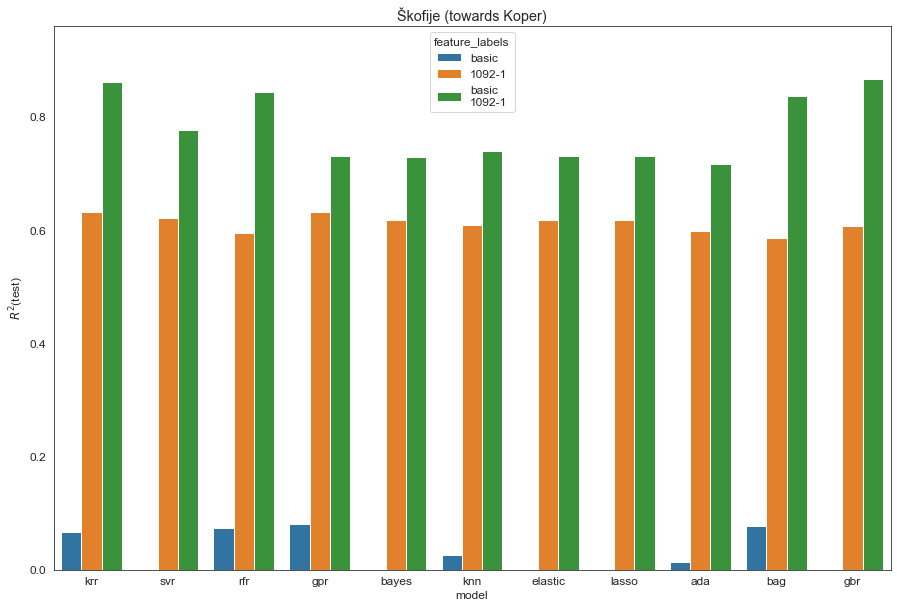 Škofije (towards Koper)
feature_labels
basic
1092-1
basic
1092-1
0.8
0.6
0.4
0.2
0.0
R²(test)
krr svr rfr gpr bayes knn elastic lasso ada bag gbr
model